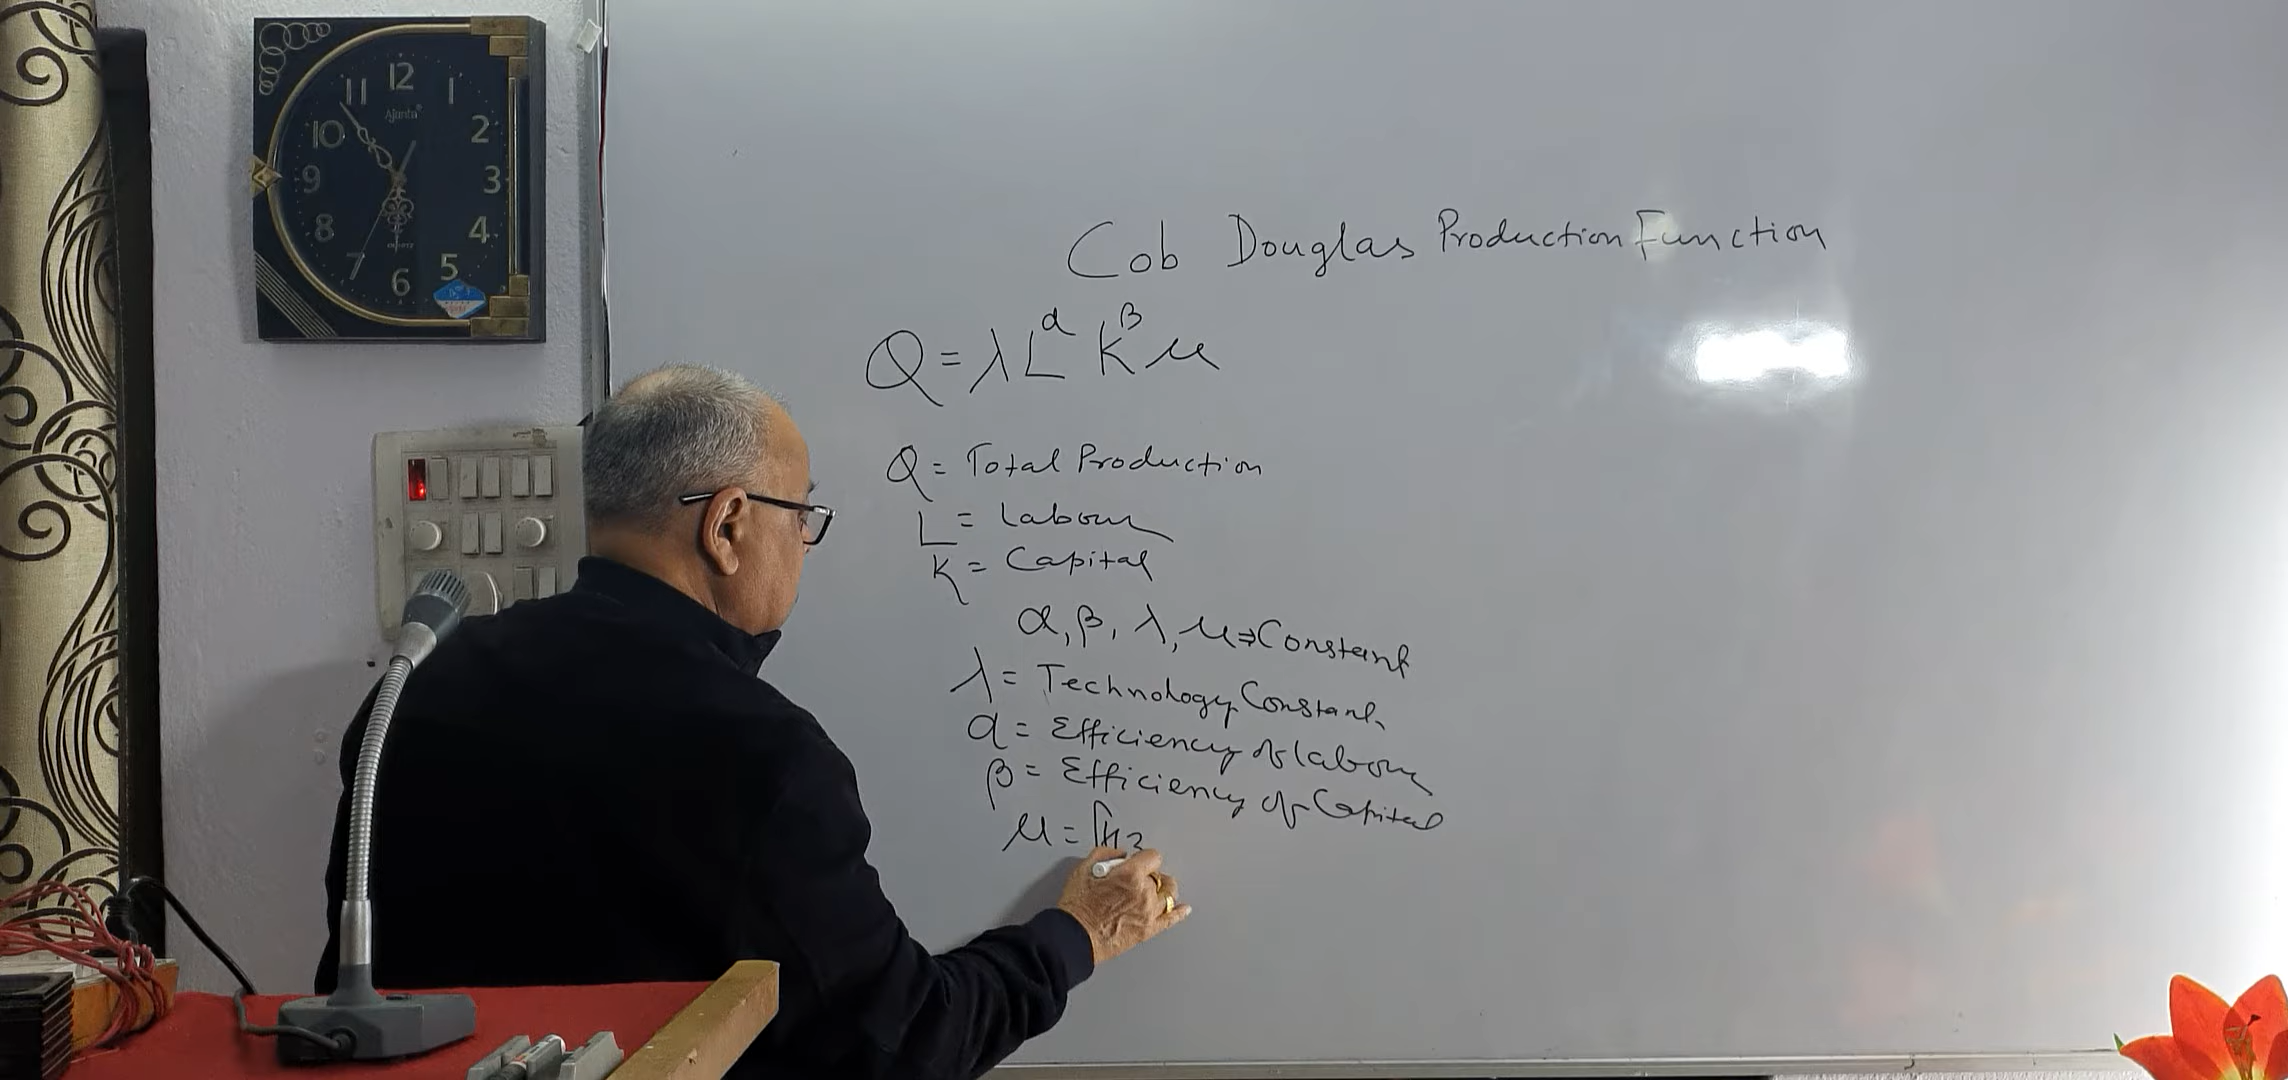 12
11 1
Ajanta
10 2
9 3
8 4
7 5
6
QUARTZ
Cob Douglas Production Function
Q = λ L^α K^β μ
Q = Total Production
L = Labour
K = Capital
α, β, λ, μ ⇒ Constant
λ = Technology Constant
α = Efficiency of labour
β = Efficiency of Capital
μ =